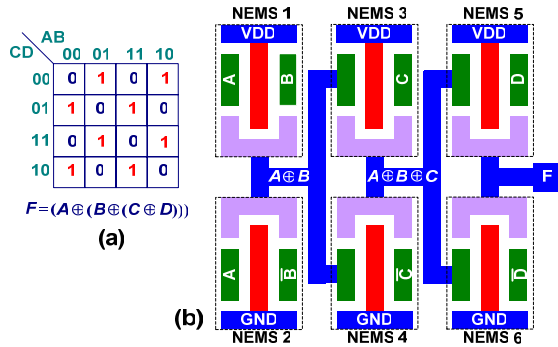 AB
CD
00 01 11 10
00 0 1 0 1
01 1 0 1 0
11 0 1 0 1
10 1 0 1 0
F=(A⊕(B⊕(C⊕D)))
(a)
NEMS 1 NEMS 3 NEMS 5
VDD VDD VDD
A B C D
A⊕B A⊕B⊕C F
A B̅ C̅ D̅
GND GND GND
NEMS 2 NEMS 4 NEMS 6
(b)